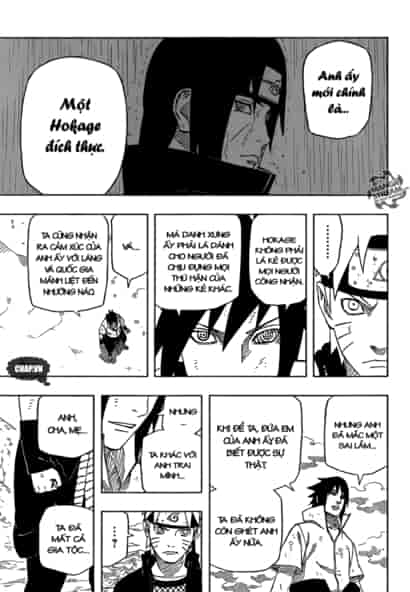 Anh ấy
mới chính
là...
Một
Hokage
đích thực.
HOKAGE
KHÔNG PHẢI
LÀ KẺ ĐƯỢC
MỌI NGƯỜI
CÔNG NHẬN.
MÀ DANH XƯNG
ẤY PHẢI LÀ DÀNH
CHO NGƯỜI ĐÃ
CHỊU ĐỰNG MỌI
THÙ HẬN CỦA
NHỮNG KẺ KHÁC.
VÀ...
TA CŨNG NHẬN
RA CẢM XÚC CỦA
ANH ẤY VỚI LÀNG
VÀ QUỐC GIA
MÃNH LIỆT ĐẾN
NHƯỜNG NÀO.
CHAP.VN
NHƯNG ANH
ĐÃ MẮC MỘT
SAI LẦM...
KHI ĐỂ TA, ĐỨA EM
CỦA ANH ẤY ĐÃ
BIẾT ĐƯỢC SỰ
THẬT.
TA ĐÃ KHÔNG
CÒN GHÉT ANH
ẤY NỮA.
NHƯNG
TA KHÁC VỚI
ANH TRAI
MÌNH...
ANH,
CHA, MẸ...
TA ĐÃ
MẤT CẢ
GIA TỘC...